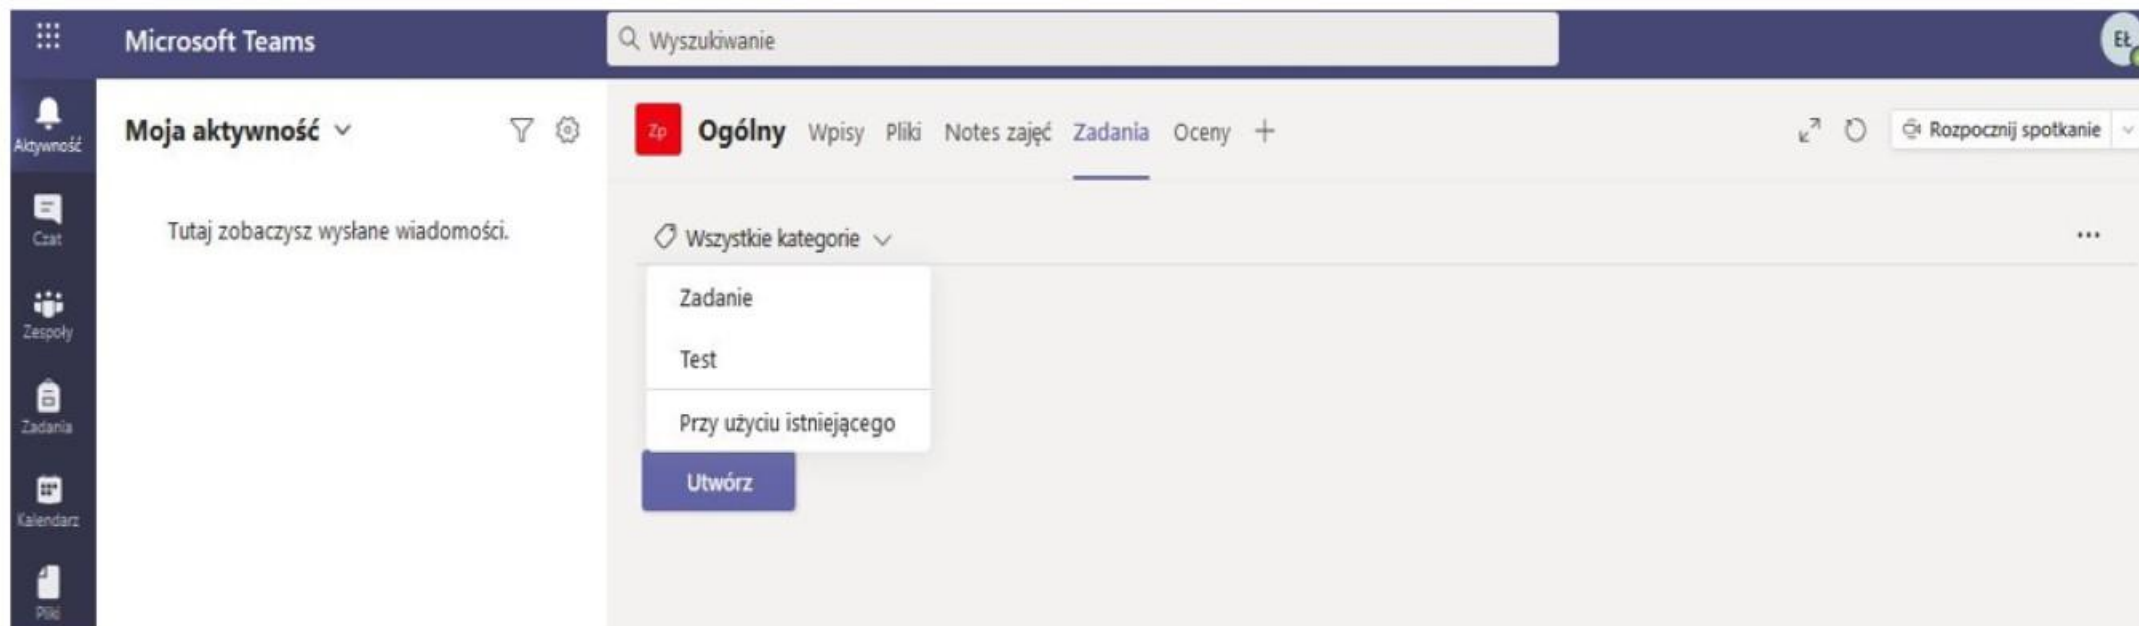 Microsoft Teams
Wyszukiwanie
EŁ
Aktywność
Czat
Zespoły
Zadania
Kalendarz
Pliki
Moja aktywność
Tutaj zobaczysz wysłane wiadomości.
Zp Ogólny Wpisy Pliki Notes zajęć Zadania Oceny +
Rozpocznij spotkanie
Wszystkie kategorie
...
Zadanie
Test
Przy użyciu istniejącego
Utwórz